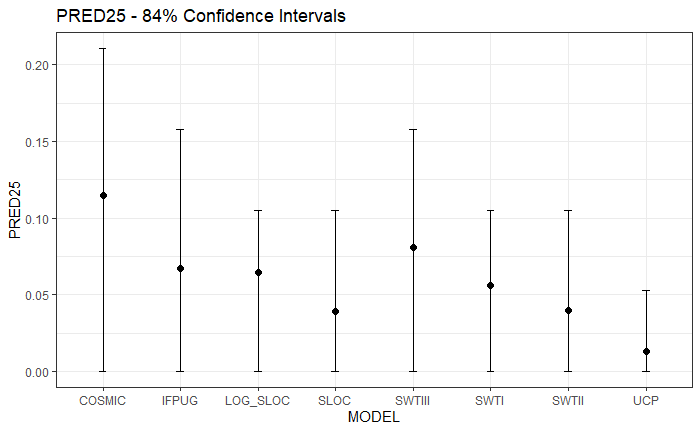 PRED25 - 84% Confidence Intervals
PRED25
0.20
0.15
0.10
0.05
0.00
COSMIC IFPUG LOG_SLOC SLOC SWTIII SWTI SWTII UCP
MODEL